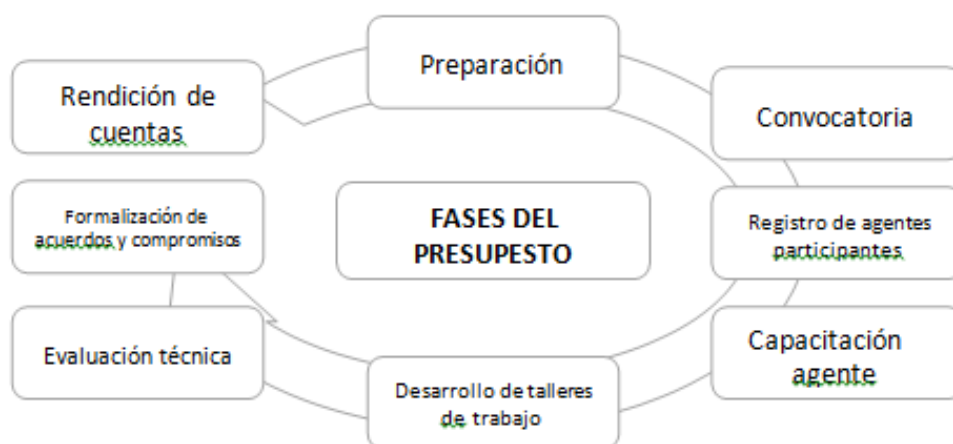 Preparación
Rendición de
cuentas
Convocatoria
Formalización de
acuerdos y compromisos
FASES DEL
PRESUPESTO
Registro de agentes
participantes
Evaluación técnica
Capacitación
agente
Desarrollo de talleres
de trabajo